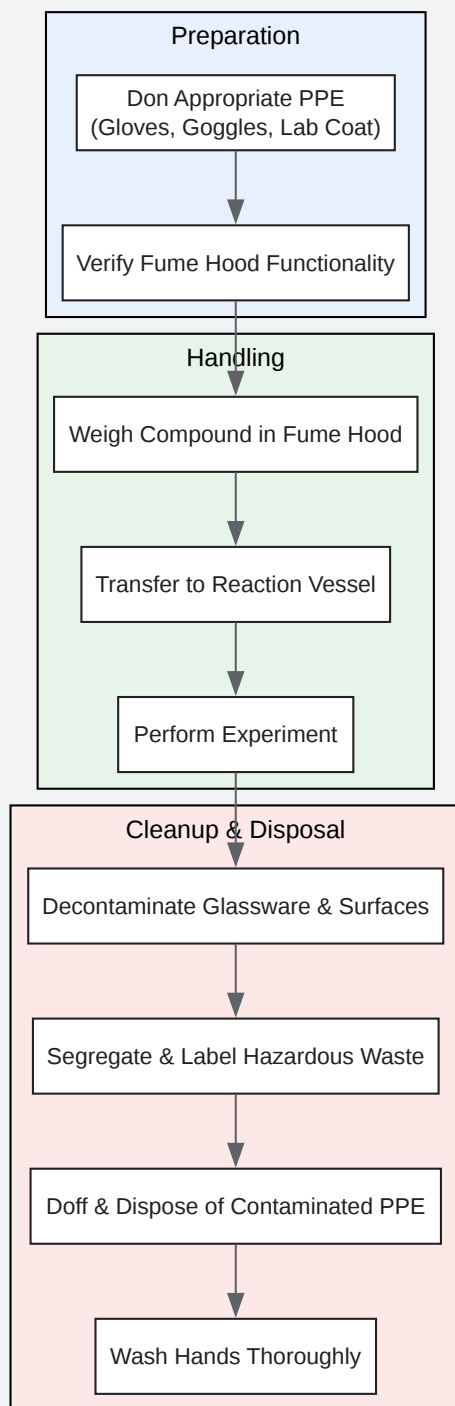 Preparation
Don Appropriate PPE
(Gloves, Goggles, Lab Coat)
Verify Fume Hood Functionality
Handling
Weigh Compound in Fume Hood
Transfer to Reaction Vessel
Perform Experiment
Cleanup & Disposal
Decontaminate Glassware & Surfaces
Segregate & Label Hazardous Waste
Doff & Dispose of Contaminated PPE
Wash Hands Thoroughly